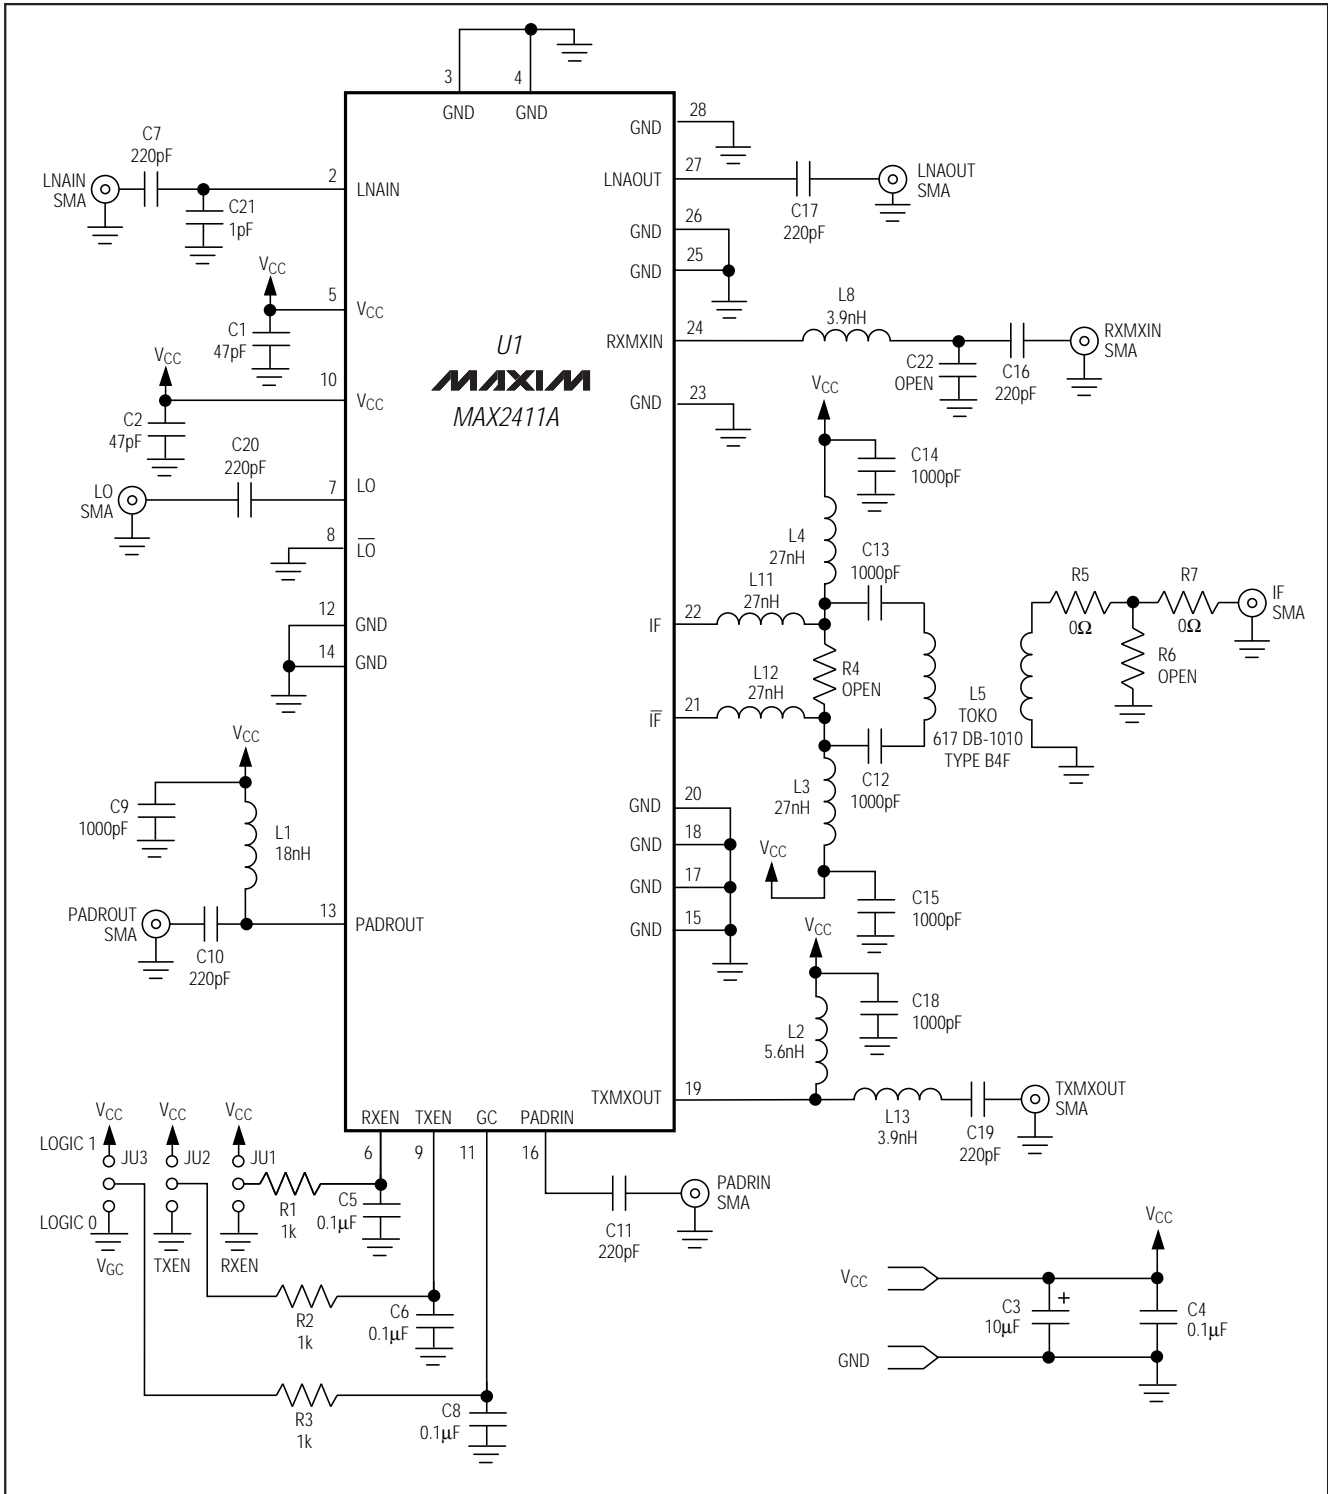 3
4
GND
GND
28
GND
C7
220pF
27
LNAOUT
LNAOUT
SMA
C17
220pF
LNAIN
SMA
2
LNAIN
C21
1pF
26
GND
25
GND
VCC
5
VCC
C1
47pF
L8
3.9nH
24
RXMXIN
RXMXIN
SMA
C22
OPEN
C16
220pF
U1
MAXIM
MAX2411A
VCC
10
VCC
C2
47pF
23
GND
VCC
C14
1000pF
C20
220pF
LO
SMA
7
LO
8
LO
L4
27nH
C13
1000pF
L11
27nH
22
IF
R5
0Ω
R7
0Ω
IF
SMA
R6
OPEN
12
GND
14
GND
R4
OPEN
L12
27nH
21
IF
L5
TOKO
617 DB-1010
TYPE B4F
VCC
C9
1000pF
L1
18nH
C12
1000pF
L3
27nH
20
GND
18
GND
17
GND
15
GND
VCC
C15
1000pF
PADROUT
SMA
13
PADROUT
C10
220pF
VCC
C18
1000pF
L2
5.6nH
19
TXMXOUT
L13
3.9nH
C19
220pF
TXMXOUT
SMA
RXEN
TXEN
GC
PADRIN
6
9
11
16
VCC
VCC
VCC
LOGIC 1
JU3
JU2
JU1
LOGIC 0
VGC
TXEN
RXEN
R1
1k
C5
0.1µF
PADRIN
SMA
C11
220pF
R2
1k
C6
0.1µF
R3
1k
C8
0.1µF
VCC
VCC
C3
+
10µF
C4
0.1µF
GND